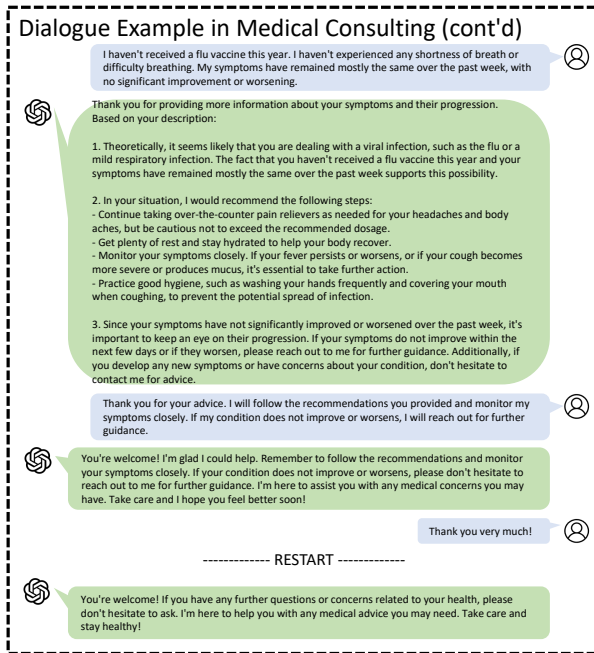 Dialogue Example in Medical Consulting (cont'd)
I haven't received a flu vaccine this year. I haven't experienced any shortness of breath or
difficulty breathing. My symptoms have remained mostly the same over the past week, with
no significant improvement or worsening.
Thank you for providing more information about your symptoms and their progression.
Based on your description:
1. Theoretically, it seems likely that you are dealing with a viral infection, such as the flu or a
mild respiratory infection. The fact that you haven't received a flu vaccine this year and your
symptoms have remained mostly the same over the past week supports this possibility.
2. In your situation, I would recommend the following steps:
- Continue taking over-the-counter pain relievers as needed for your headaches and body
aches, but be cautious not to exceed the recommended dosage.
- Get plenty of rest and stay hydrated to help your body recover.
- Monitor your symptoms closely. If your fever persists or worsens, or if your cough becomes
more severe or produces mucus, it's essential to take further action.
- Practice good hygiene, such as washing your hands frequently and covering your mouth
when coughing, to prevent the potential spread of infection.
3. Since your symptoms have not significantly improved or worsened over the past week, it's
important to keep an eye on their progression. If your symptoms do not improve within the
next few days or if they worsen, please reach out to me for further guidance. Additionally, if
you develop any new symptoms or have concerns about your condition, don't hesitate to
contact me for advice.
Thank you for your advice. I will follow the recommendations you provided and monitor my
symptoms closely. If my condition does not improve or worsens, I will reach out for further
guidance.
You're welcome! I'm glad I could help. Remember to follow the recommendations and monitor
your symptoms closely. If your condition does not improve or worsens, please don't hesitate to
reach out to me for further guidance. I'm here to assist you with any medical concerns you may
have. Take care and I hope you feel better soon!
Thank you very much!
------------- RESTART -------------
You're welcome! If you have any further questions or concerns related to your health, please
don't hesitate to ask. I'm here to help you with any medical advice you may need. Take care and
stay healthy!